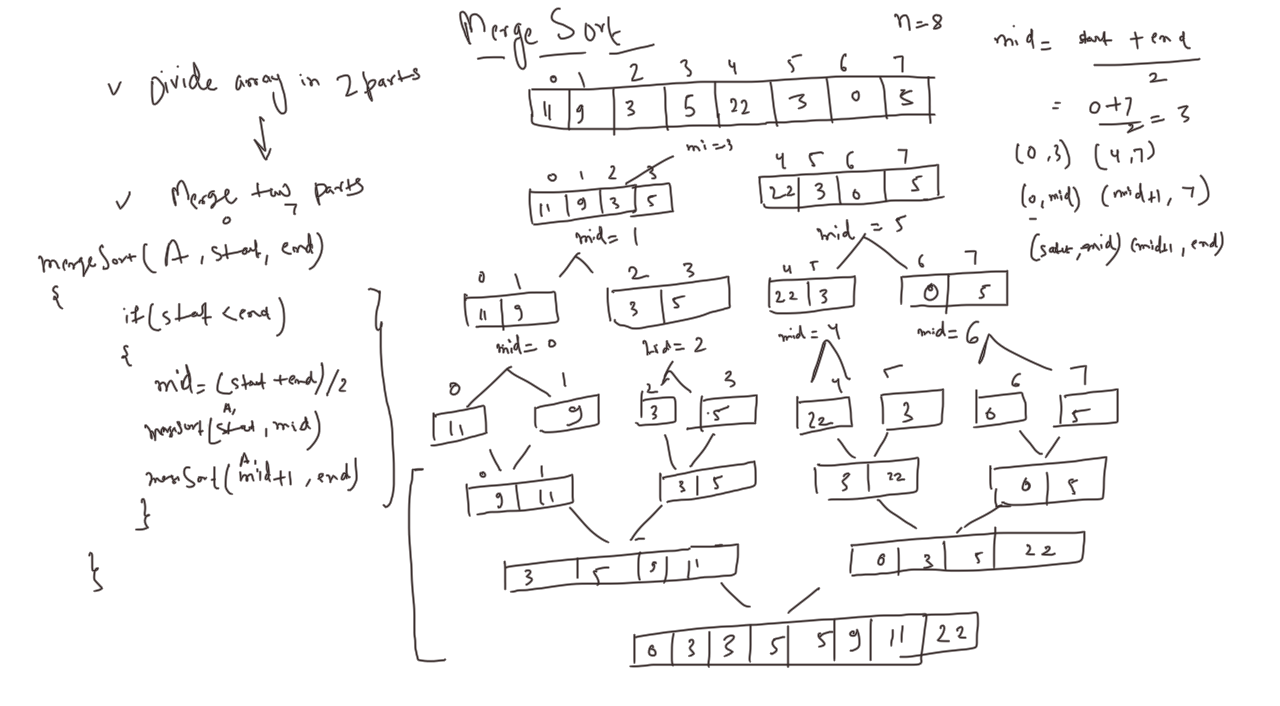 Merge Sort
n=8
✓ Divide array in 2 parts
↓
✓ Merge two parts
0 7
mergeSort(A, start, end)
{
if(start < end)
{
mid = (start + end)/2
A,
mergeSort(start, mid)
A,
mergeSort(mid+1, end)
}
}
0 1 2 3 4 5 6 7
11 9 3 5 22 3 0 5
mi=3
0 1 2 3
11 9 3 5
mid= 1
4 5 6 7
22 3 0 5
mid = 5
0 1
11 9
mid= 0
2 3
3 5
mid= 2
4 5
22 3
mid= 4
6 7
0 5
mid= 6
0 1 2 3 4 5 6 7
11 9 3 5 22 3 0 5
0 1
9 11
3 5
3 22
0 5
3 5 9 11
0 3 5 22
0 3 3 5 5 9 11 22
mid = start + end
2
= 0+7
2 = 3
(0,3) (4,7)
(0,mid) (mid+1, 7)
(start, mid) (mid+1, end)